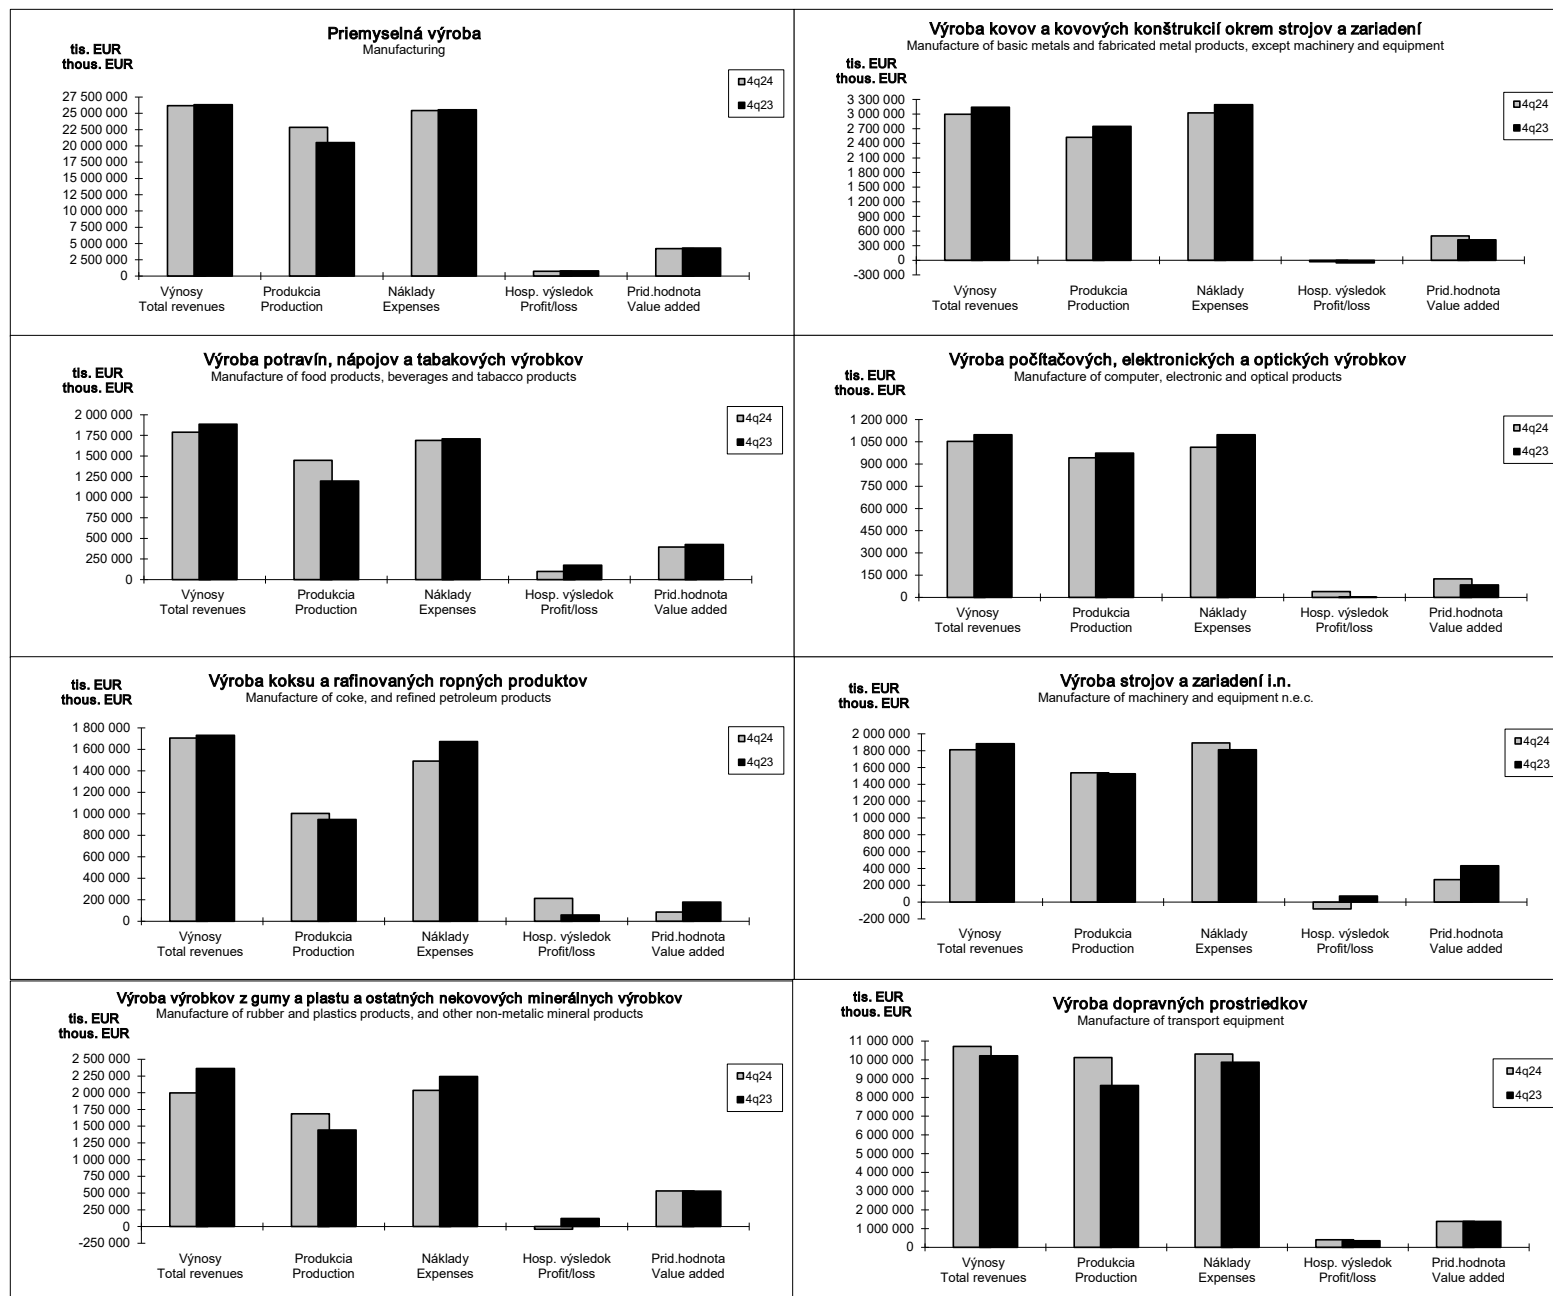 Priemyselná výroba
Manufacturing
tis. EUR
thous. EUR
4q24
4q23
27 500 000
25 000 000
22 500 000
20 000 000
17 500 000
15 000 000
12 500 000
10 000 000
7 500 000
5 000 000
2 500 000
0
Výnosy Produkcia Náklady Hosp. výsledok Prid.hodnota
Total revenues Production Expenses Profit/loss Value added
Výroba kovov a kovových konštrukcií okrem strojov a zariadení
Manufacture of basic metals and fabricated metal products, except machinery and equipment
tis. EUR
thous. EUR
4q24
4q23
3 300 000
3 000 000
2 700 000
2 400 000
2 100 000
1 800 000
1 500 000
1 200 000
900 000
600 000
300 000
0
-300 000
Výnosy Produkcia Náklady Hosp. výsledok Prid.hodnota
Total revenues Production Expenses Profit/loss Value added
Výroba potravín, nápojov a tabakových výrobkov
Manufacture of food products, beverages and tabacco products
tis. EUR
thous. EUR
4q24
4q23
2 000 000
1 750 000
1 500 000
1 250 000
1 000 000
750 000
500 000
250 000
0
Výnosy Produkcia Náklady Hosp. výsledok Prid.hodnota
Total revenues Production Expenses Profit/loss Value added
Výroba počítačových, elektronických a optických výrobkov
Manufacture of computer, electronic and optical products
tis. EUR
thous. EUR
4q24
4q23
1 200 000
1 050 000
900 000
750 000
600 000
450 000
300 000
150 000
0
Výnosy Produkcia Náklady Hosp. výsledok Prid.hodnota
Total revenues Production Expenses Profit/loss Value added
Výroba koksu a rafinovaných ropných produktov
Manufacture of coke, and refined petroleum products
tis. EUR
thous. EUR
4q24
4q23
1 800 000
1 600 000
1 400 000
1 200 000
1 000 000
800 000
600 000
400 000
200 000
0
Výnosy Produkcia Náklady Hosp. výsledok Prid.hodnota
Total revenues Production Expenses Profit/loss Value added
Výroba strojov a zariadení i.n.
Manufacture of machinery and equipment n.e.c.
tis. EUR
thous. EUR
4q24
4q23
2 000 000
1 800 000
1 600 000
1 400 000
1 200 000
1 000 000
800 000
600 000
400 000
200 000
0
-200 000
Výnosy Produkcia Náklady Hosp. výsledok Prid.hodnota
Total revenues Production Expenses Profit/loss Value added
Výroba výrobkov z gumy a plastu a ostatných nekovových minerálnych výrobkov
Manufacture of rubber and plastics products, and other non-metalic mineral products
tis. EUR
thous. EUR
4q24
4q23
2 500 000
2 250 000
2 000 000
1 750 000
1 500 000
1 250 000
1 000 000
750 000
500 000
250 000
0
-250 000
Výnosy Produkcia Náklady Hosp. výsledok Prid.hodnota
Total revenues Production Expenses Profit/loss Value added
Výroba dopravných prostriedkov
Manufacture of transport equipment
tis. EUR
thous. EUR
4q24
4q23
11 000 000
10 000 000
9 000 000
8 000 000
7 000 000
6 000 000
5 000 000
4 000 000
3 000 000
2 000 000
1 000 000
0
Výnosy Produkcia Náklady Hosp. výsledok Prid.hodnota
Total revenues Production Expenses Profit/loss Value added